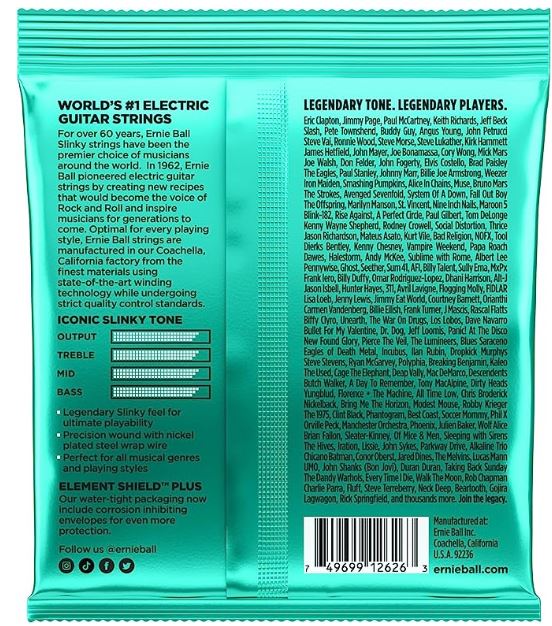 WORLD'S #1 ELECTRIC
GUITAR STRINGS
For over 60 years, Ernie Ball
Slinky strings have been the
premier choice of musicians
around the world. In 1962, Ernie
Ball pioneered electric guitar
strings by creating new recipes
that would become the voice of
Rock and Roll and inspire
musicians for generations to
come. Optimal for every playing
style, Ernie Ball strings are
manufactured in our Coachella,
California factory from the
finest materials using
state-of-the-art winding
technology while undergoing
strict quality control standards.
ICONIC SLINKY TONE
OUTPUT
TREBLE
MID
BASS
Legendary Slinky feel for
ultimate playability
Precision wound with nickel
plated steel wrap wire
Perfect for all musical genres
and playing styles
ELEMENT SHIELD™ PLUS
Our water-tight packaging now
include corrosion inhibiting
envelopes for even more
protection.
Follow us @ernieball
LEGENDARY TONE. LEGENDARY PLAYERS.
Eric Clapton, Jimmy Page, Paul McCartney, Keith Richards, Jeff Beck
Slash, Pete Townshend, Buddy Guy, Angus Young, John Petrucci
Steve Vai, Ronnie Wood, Steve Morse, Steve Lukather, Kirk Hammett
James Hetfield, John Mayer, Joe Bonamassa, Cory Wong, Mick Mars
Joe Walsh, Don Felder, John Fogerty, Elvis Costello, Brad Paisley
The Eagles, Paul Stanley, Johnny Marr, Billie Joe Armstrong, Weezer
Iron Maiden, Smashing Pumpkins, Alice In Chains, Muse, Bruno Mars
The Strokes, Avenged Sevenfold, System Of A Down, Fall Out Boy
The Offspring, Marilyn Manson, St. Vincent, Nine Inch Nails, Maroon 5
Blink-182, Rise Against, A Perfect Circle, Paul Gilbert, Tom DeLonge
Kenny Wayne Shepherd, Rodney Crowell, Social Distortion, Thrice
Jason Richardson, Mateus Asato, Kurt Vile, Bad Religion, NOFX, Tool
Dierks Bentley, Kenny Chesney, Vampire Weekend, Papa Roach
Dawes, Halestorm, Andy McKee, Sublime with Rome, Albert Lee
Pennywise, Ghost, Seether, Sum 41, AFI, Billy Talent, Sully Erna, MxPx
Frank Iero, Billy Duffy, Omar Rodriguez-Lopez, Dhani Harrison, Alt-J
Jason Isbell, Hunter Hayes, 311, Avril Lavigne, Flogging Molly, FIDLAR
Lisa Loeb, Jenny Lewis, Jimmy Eat World, Courtney Barnett, Orianthi
Carmen Vandenberg, Billie Eilish, Frank Turner, J Mascis, Rascal Flatts
Biffy Clyro, Unearth, The War On Drugs, Los Lobos, Dave Navarro
Bullet For My Valentine, Dr. Dog, Jeff Loomis, Panic! At The Disco
New Found Glory, Pierce The Veil, The Lumineers, Blues Saraceno
Eagles of Death Metal, Incubus, Ilan Rubin, Dropkick Murphys
Steve Stevens, Ryan McGarvey, Polyphia, Breaking Benjamin, Kaleo
The Used, Cage The Elephant, Deap Vally, Mac DeMarco, Descendents
Butch Walker, A Day To Remember, Tony MacAlpine, Dirty Heads
Yungblud, Florence + The Machine, All Time Low, Chris Broderick
Nickelback, Bring Me The Horizon, Modest Mouse, Robby Krieger
The 1975, Clint Black, Phantogram, Best Coast, Soccer Mommy, Phil X
Orville Peck, Manchester Orchestra, Phoenix, Julien Baker, Wolf Alice
Brian Fallon, Sleater-Kinney, Of Mice & Men, Sleeping with Sirens
The Hives, Iration, Lissie, John Sykes, Parkway Drive, Alkaline Trio
Chicano Batman, Conor Oberst, Jared Dines, The Melvins, Lucas Mann
UMO, John Shanks (Bon Jovi), Duran Duran, Taking Back Sunday
The Dandy Warhols, Every Time I Die, Walk The Moon, Rob Chapman
Charlie Parra, Fluff, Steve Terreberry, Neck Deep, Beartooth, Gojira
Lagwagon, Rick Springfield, and thousands more. Join the legacy.
7 49699 12626 3
Manufactured at:
Ernie Ball Inc.
Coachella, California
U.S.A. 92236
ernieball.com